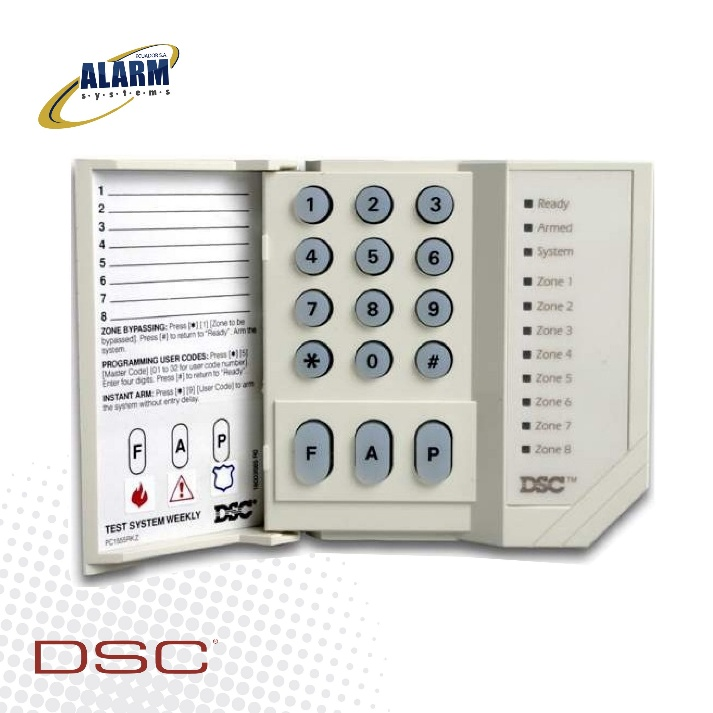 ECUADOR S.A.
ALARM
s·y·s·t·e·m·s
1
2
3
4
5
6
7
8
ZONE BYPASSING: Press [✱] [1] [Zone to be
bypassed]. Press [#] to return to "Ready". Arm the
system.
PROGRAMMING USER CODES: Press [✱] [5]
[Master Code] [01 to 32 for user code number].
Enter four digits. Press [#] to return to "Ready".
INSTANT ARM: Press [✱] [9] [User Code] to arm
the system without entry delay.
F A P
TEST SYSTEM WEEKLY DSC
PC1555RKZ
1 2 3
4 5 6
7 8 9
* 0 #
F A P
Ready
Armed
System
Zone 1
Zone 2
Zone 3
Zone 4
Zone 5
Zone 6
Zone 7
Zone 8
DSC™
DSC®